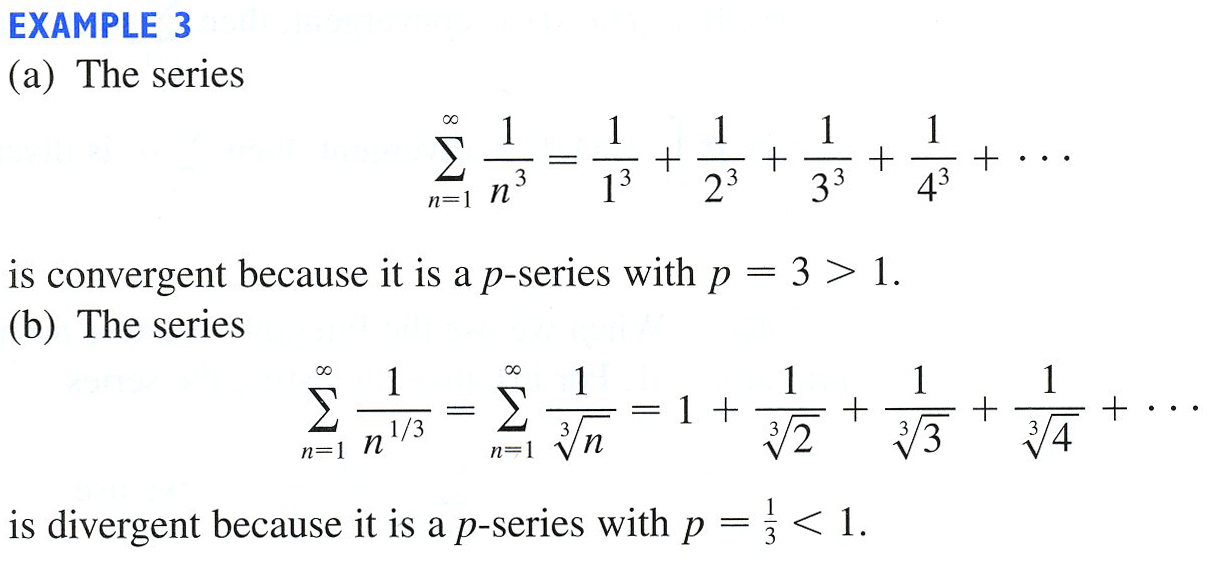 EXAMPLE 3
(a) The series
∞ ∑ n=1 1/n³ = 1/1³ + 1/2³ + 1/3³ + 1/4³ + · · ·
is convergent because it is a p-series with p = 3 > 1.
(b) The series
∞ ∑ n=1 1/n^1/3 = ∞ ∑ n=1 1/∛n = 1 + 1/∛2 + 1/∛3 + 1/∛4 + · · ·
is divergent because it is a p-series with p = 1/3 < 1.